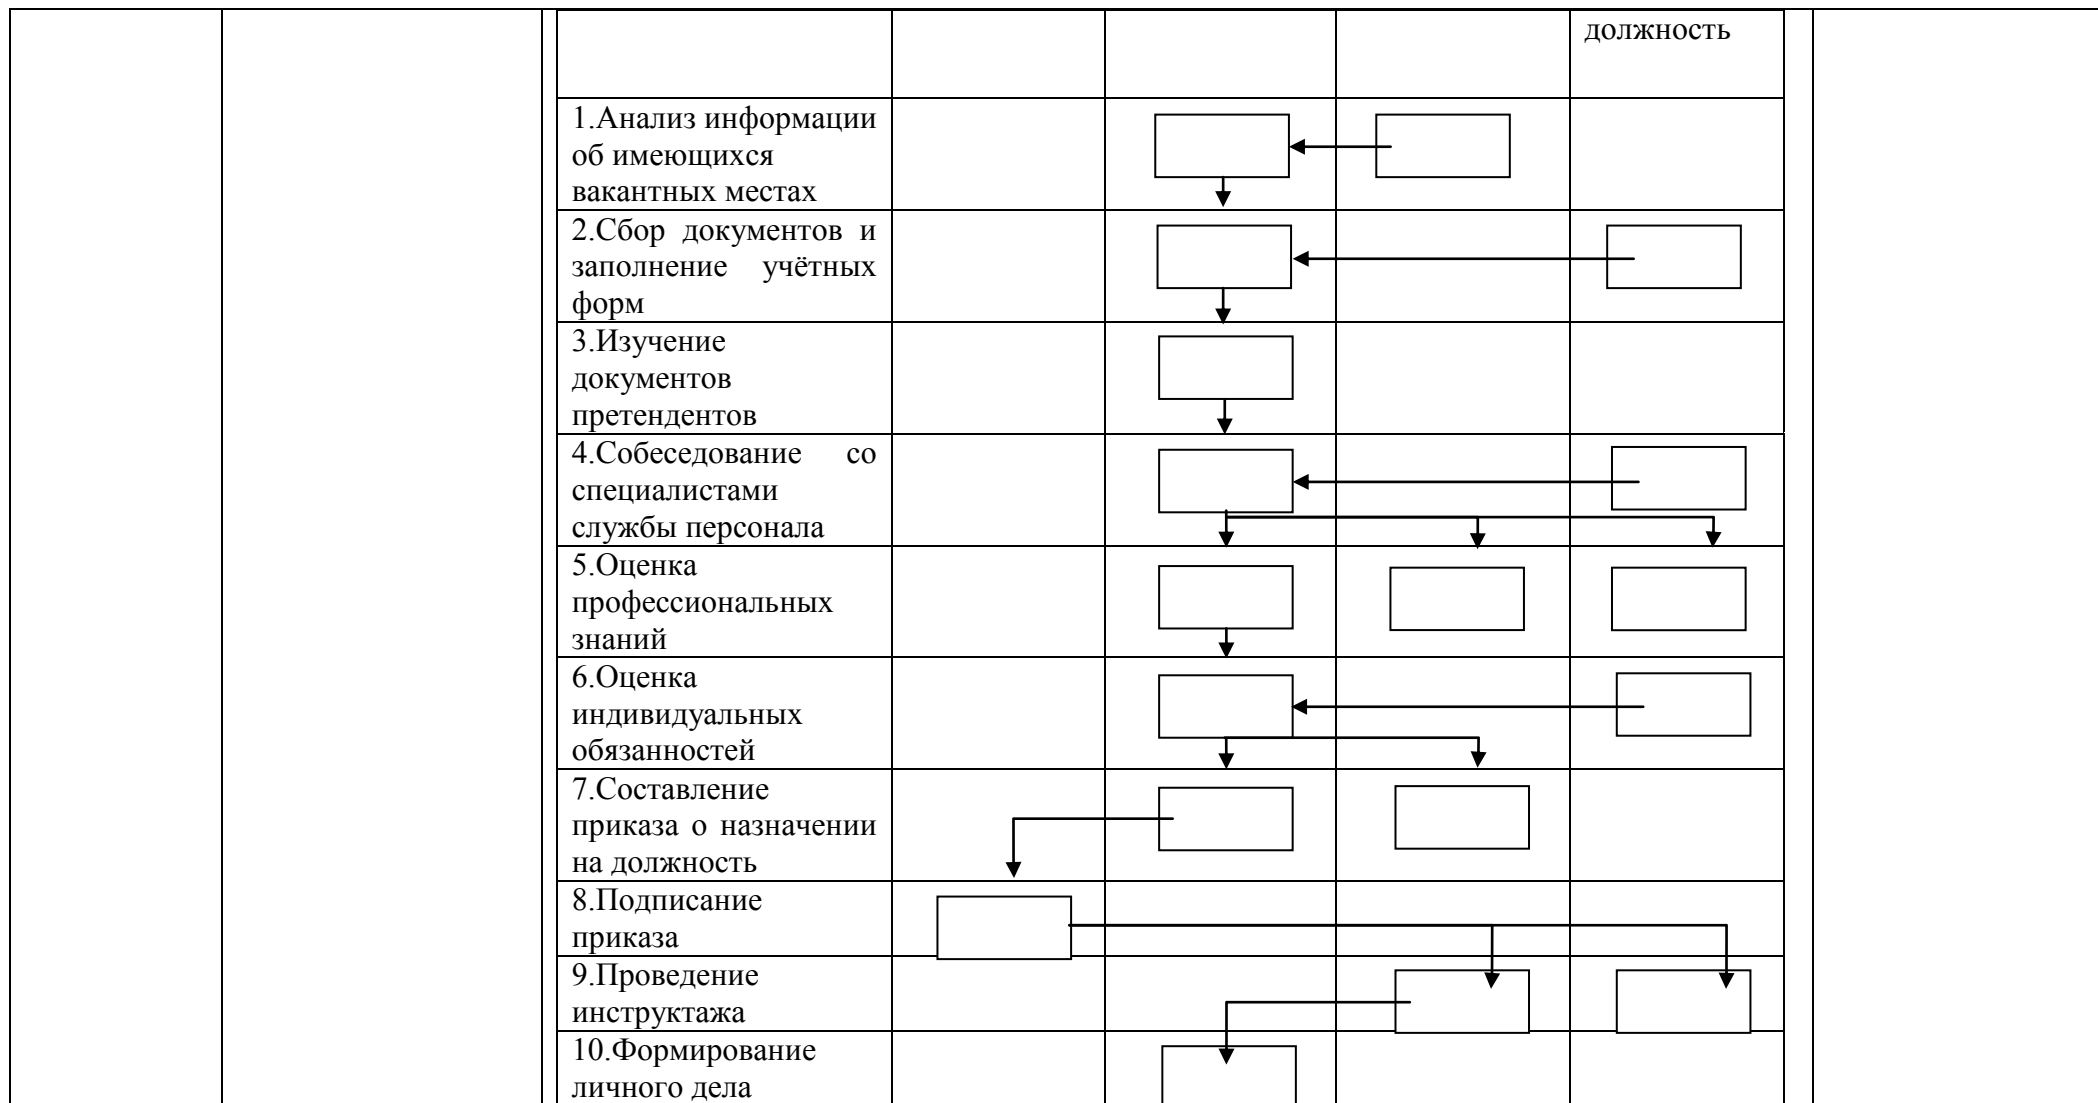 должность
1.Анализ информации
об имеющихся
вакантных местах
2.Сбор документов и
заполнение учётных
форм
3.Изучение
документов
претендентов
4.Собеседование со
специалистами
службы персонала
5.Оценка
профессиональных
знаний
6.Оценка
индивидуальных
обязанностей
7.Составление
приказа о назначении
на должность
8.Подписание
приказа
9.Проведение
инструктажа
10.Формирование
личного дела